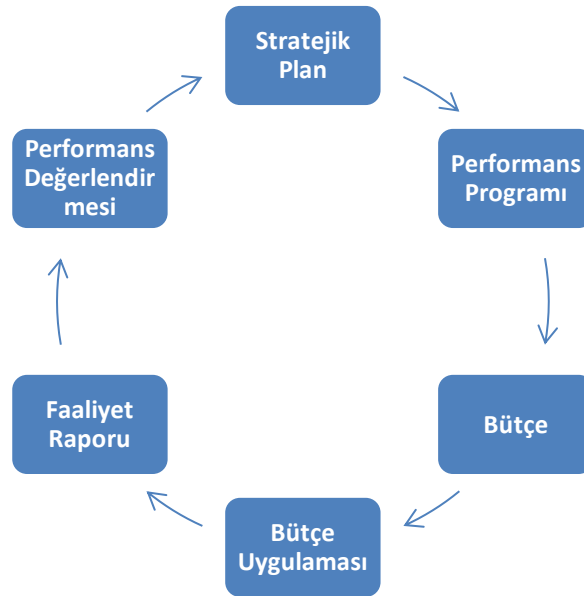 Stratejik
Plan
Performans
Programı
Bütçe
Bütçe
Uygulaması
Faaliyet
Raporu
Performans
Değerlendir
mesi